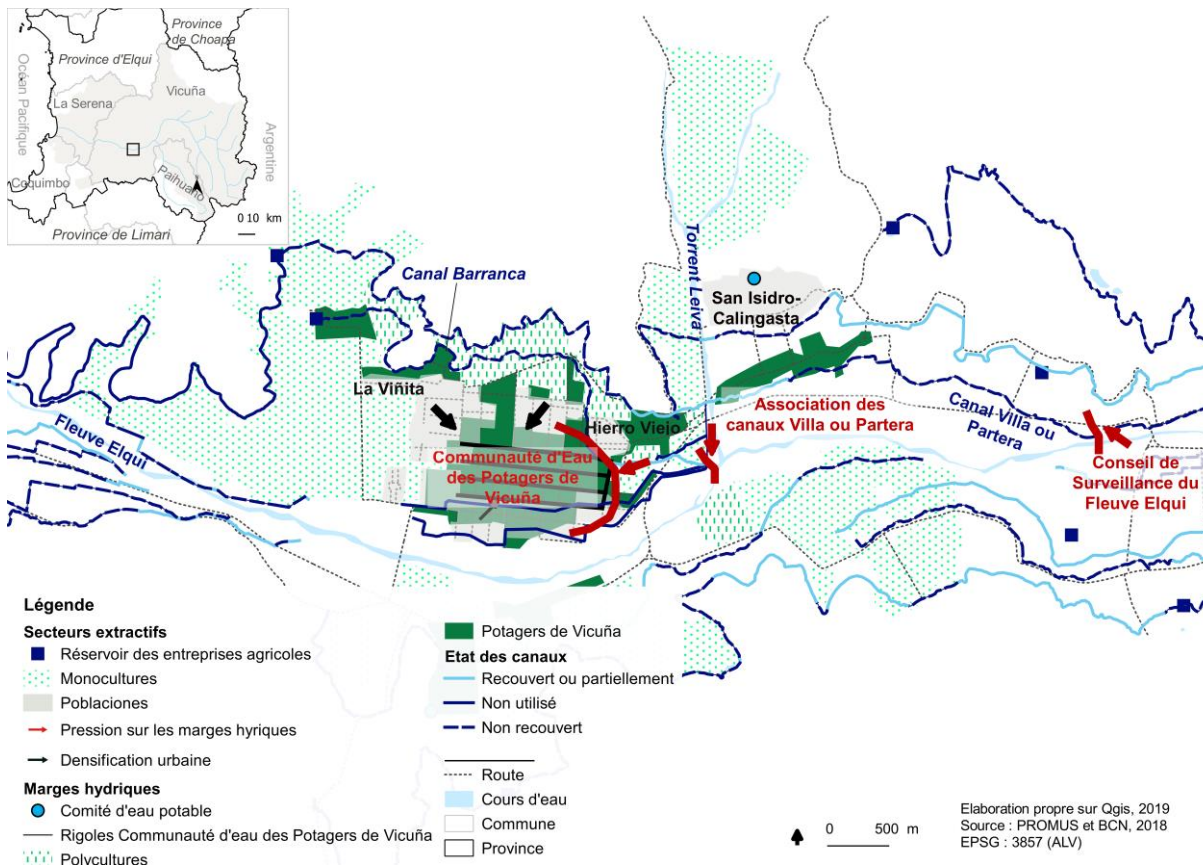 Province
de Choapa
Province d'Elqui
Océan Pacifique
La Serena
Vicuña
Argentine
Coquimbo
Paihuano
0 10 km
Province de Limari
Canal Barranca
Torrent Leiva
San Isidro-
Calingasta
La Viñita
Hierro Viejo
Fleuve Elqui
Communauté d'Eau
des Potagers de
Vicuña
Association des
canaux Villa ou Partera
Canal Villa ou
Partera
Conseil de
Surveillance du
Fleuve Elqui
Légende
Secteurs extractifs
Réservoir des entreprises agricoles
Monocultures
Poblaciones
Pression sur les marges hyriques
Densification urbaine
Marges hydriques
Comité d'eau potable
Rigoles Communauté d'eau des Potagers de Vicuña
Polycultures
Potagers de Vicuña
Etat des canaux
Recouvert ou partiellement
Non utilisé
Non recouvert
Route
Cours d'eau
Commune
Province
0 500 m
Elaboration propre sur Qgis, 2019
Source : PROMUS et BCN, 2018
EPSG : 3857 (ALV)